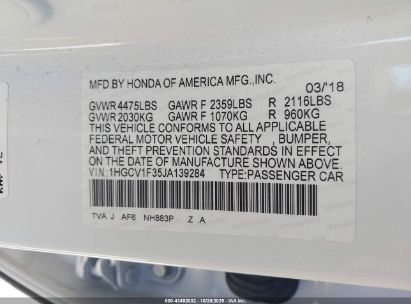 MFD.BY HONDA OF AMERICA MFG.,INC. 03/'18
GVWR 4475LBS GAWR F 2359LBS R 2116LBS
GVWR 2030KG GAWR F 1070KG R 960KG
THIS VEHICLE CONFORMS TO ALL APPLICABLE
FEDERAL MOTOR VEHICLE SAFETY, BUMPER,
AND THEFT PREVENTION STANDARDS IN EFFECT
ON THE DATE OF MANUFACTURE SHOWN ABOVE.
VIN: 1HGCV1F35JA139284 TYPE:PASSENGER CAR
TVA J AF6 NH883P .Z .A